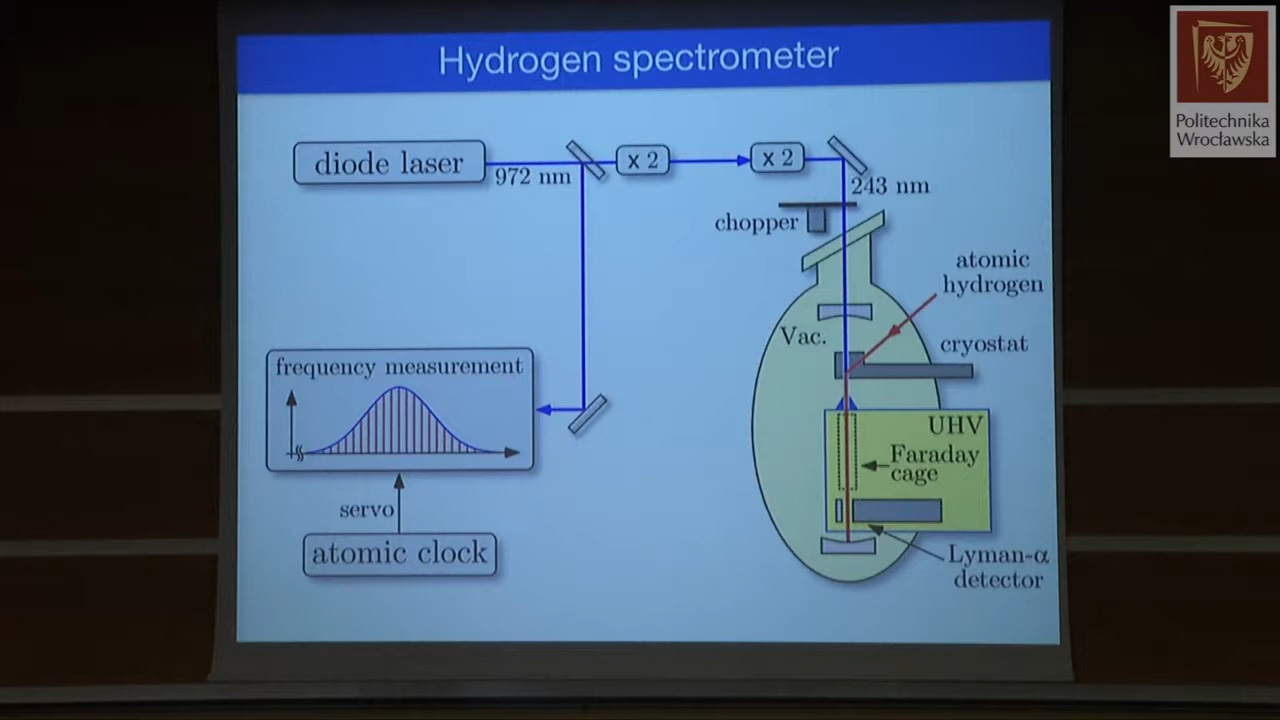 Hydrogen spectrometer
Politechnika
Wrocławska
diode laser
972 nm
x 2
x 2
243 nm
chopper
atomic
hydrogen
Vac.
cryostat
frequency measurement
UHV
Faraday
cage
servo
atomic clock
Lyman-α
detector